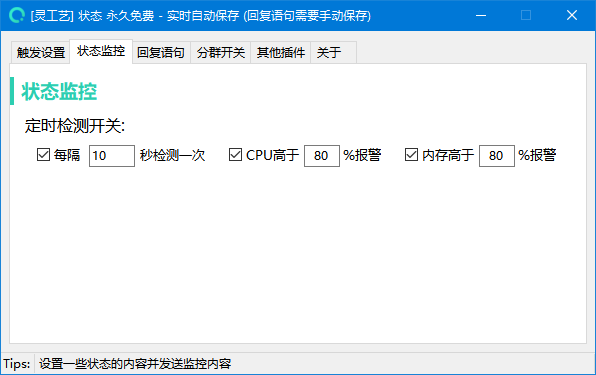 [灵工艺] 状态 永久免费 - 实时自动保存 (回复语句需要手动保存)
触发设置 状态监控 回复语句 分群开关 其他插件 关于
状态监控
定时检测开关:
每隔 10 秒检测一次 CPU高于 80 %报警 内存高于 80 %报警
Tips: 设置一些状态的内容并发送监控内容